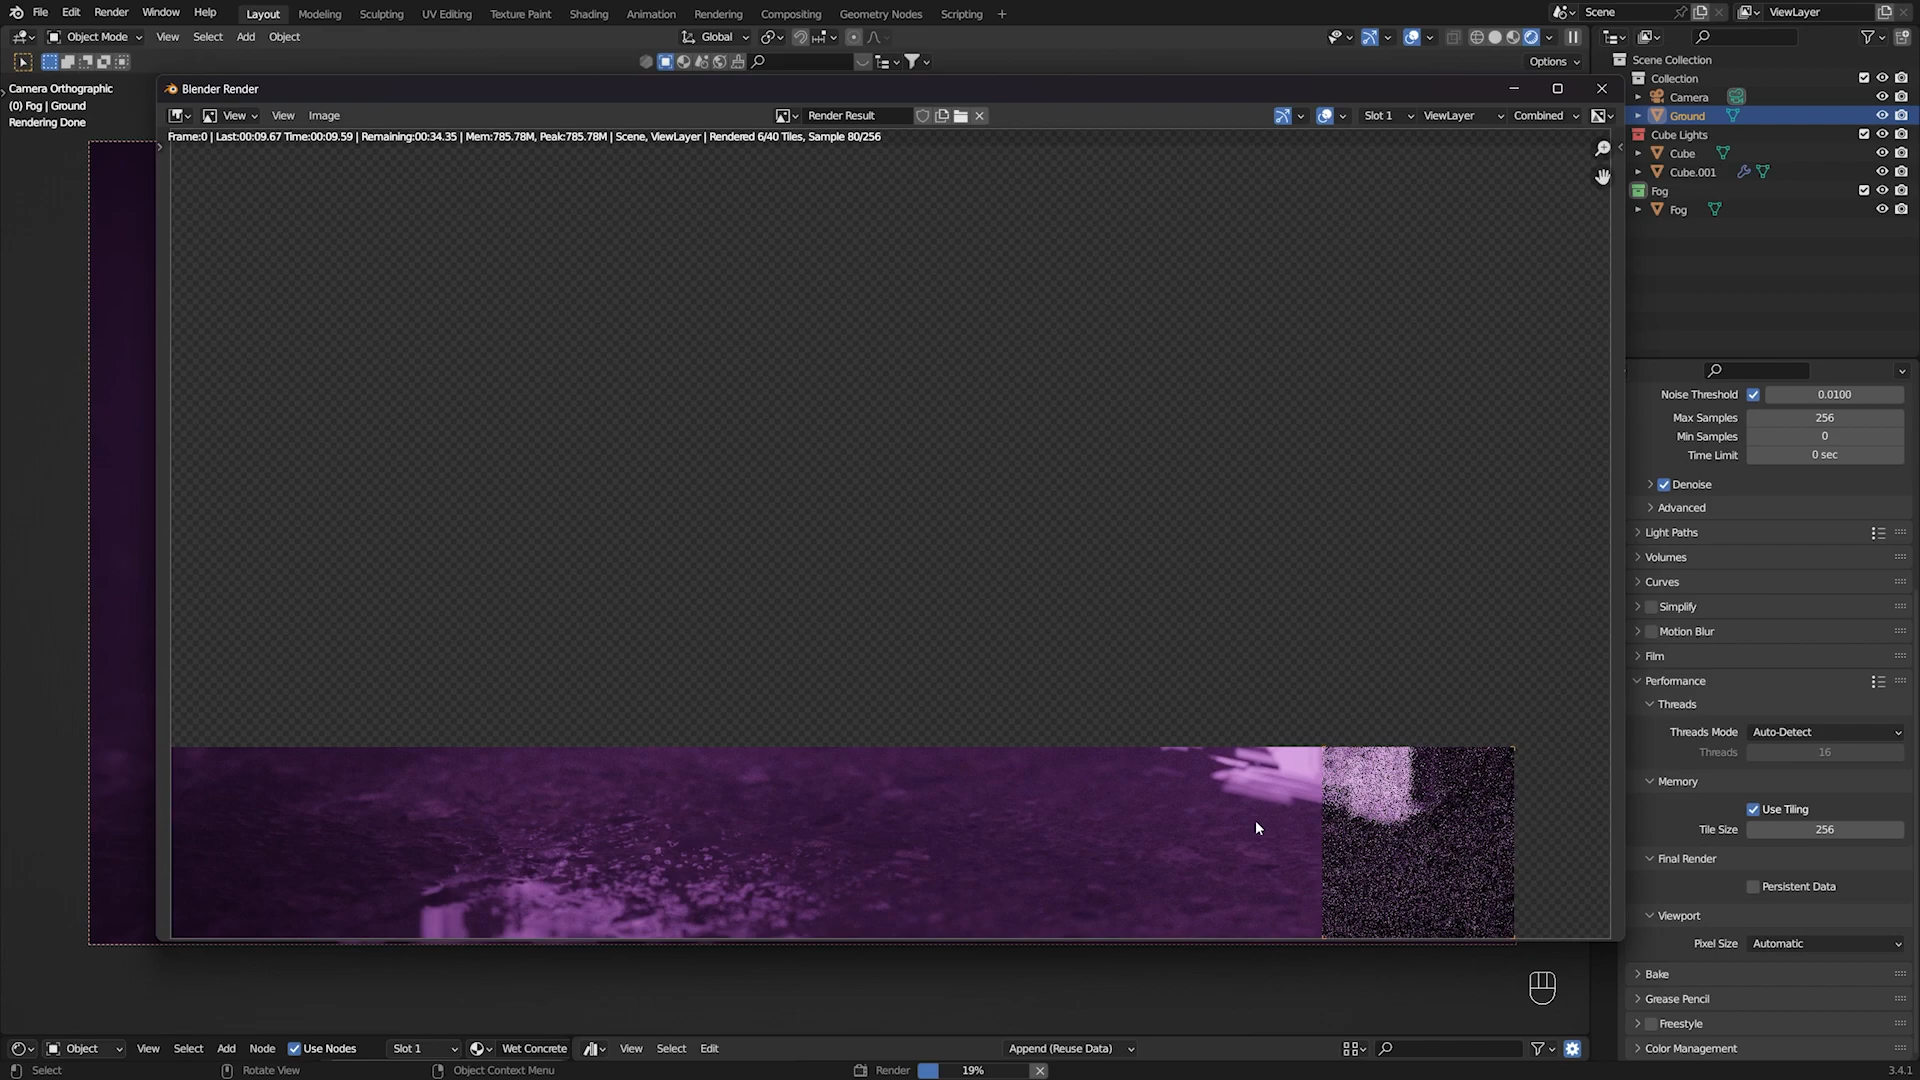 File Edit Render Window Help Layout Modeling Sculpting UV Editing Texture Paint Shading Animation Rendering Compositing Geometry Nodes Scripting + Scene ViewLayer
Object Mode View Select Add Object Global
Options
Camera Orthographic
(0) Fog | Ground
Rendering Done
Blender Render
View View Image Render Result Slot 1 ViewLayer Combined
Frame:0 | Last:00:09.67 Time:00:09.59 | Remaining:00:34.35 | Mem:785.78M, Peak:785.78M | Scene, ViewLayer | Rendered 6/40 Tiles, Sample 80/256
Scene Collection
Collection
Camera
Ground
Cube Lights
Cube
Cube.001
Fog
Fog
Noise Threshold 0.0100
Max Samples 256
Min Samples 0
Time Limit 0 sec
Denoise
Advanced
Light Paths
Volumes
Curves
Simplify
Motion Blur
Film
Performance
Threads
Threads Mode Auto-Detect
Threads 16
Memory
Use Tiling
Tile Size 256
Final Render
Persistent Data
Viewport
Pixel Size Automatic
Bake
Grease Pencil
Freestyle
Color Management
Object View Select Add Node Use Nodes Slot 1 Wet Concrete View Select Edit Append (Reuse Data)
Select Rotate View Object Context Menu Render 19% 3.4.1